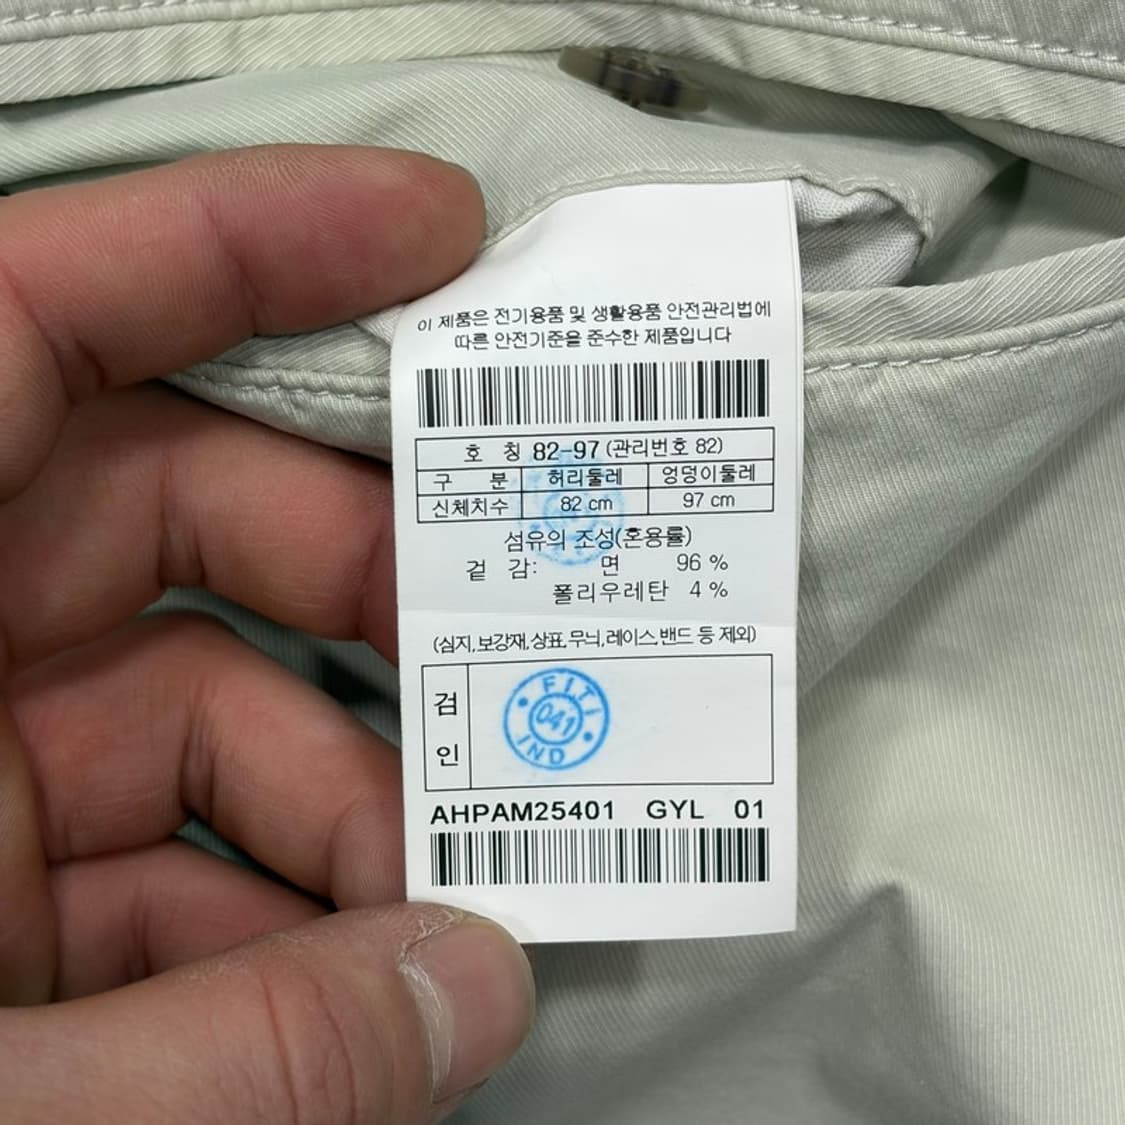 이 제품은 전기용품 및 생활용품 안전관리법에
따른 안전기준을 준수한 제품입니다
호 칭 82-97 (관리번호 82)
구 분 허리둘레 엉덩이둘레
신체치수 82 cm 97 cm
섬유의 조성(혼용률)
겉 감: 면 96 %
폴리우레탄 4 %
(심지,보강재,상표,무늬,레이스,밴드 등 제외)
검
인
FITI
041
IND
AHPAM25401 GYL 01